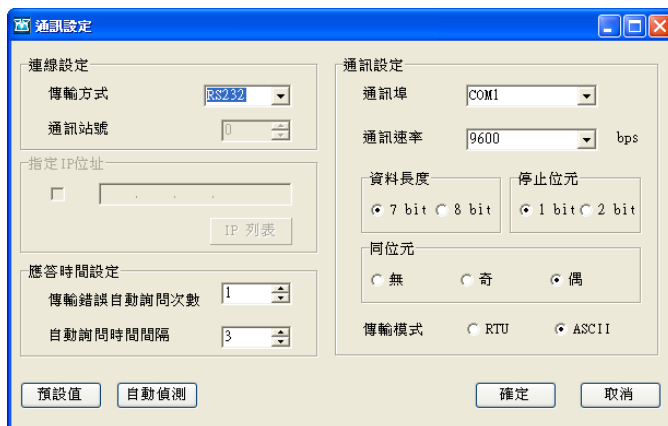 通訊設定
連線設定
傳輸方式 RS232
通訊站號 0
指定IP位址
. . .
IP 列表
應答時間設定
傳輸錯誤自動詢問次數 1
自動詢問時間間隔 3
通訊設定
通訊埠 COM1
通訊速率 9600 bps
資料長度
7 bit 8 bit
停止位元
1 bit 2 bit
同位元
無 奇 偶
傳輸模式 RTU ASCII
預設值 自動偵測 確定 取消